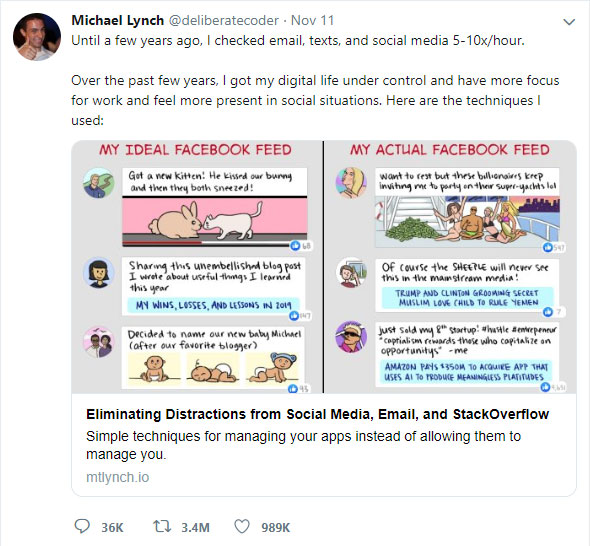 Michael Lynch @deliberatecoder · Nov 11
Until a few years ago, I checked email, texts, and social media 5-10x/hour.
Over the past few years, I got my digital life under control and have more focus
for work and feel more present in social situations. Here are the techniques I
used:
MY IDEAL FACEBOOK FEED
Got a new kitten! He kissed our bunny
and then they both sneezed!
68
Sharing this unembellished blog post
I wrote about useful things I learned
this year
MY WINS, LOSSES, AND LESSONS IN 2019
Decided to name our new baby Michael
(after our favorite blogger)
93
MY ACTUAL FACEBOOK FEED
Want to rest but these billionaires keep
inviting me to party on their super-yachts lol
547
Of course the SHEEPLE will never see
this in the mainstream media!
TRUMP AND CLINTON GROOMING SECRET
MUSLIM LOVE CHILD TO RULE YEMEN
7
just sold my 8th startup! #hustle #entrepeneur
"capitialism rewards those who capitalize on
opportunitys" -me
AMAZON PAYS $350M TO ACQUIRE APP THAT
USES AI TO PRODUCE MEANINGLESS PLATITUDES
Eliminating Distractions from Social Media, Email, and StackOverflow
Simple techniques for managing your apps instead of allowing them to
manage you.
mtlynch.io
36K 3.4M 989K